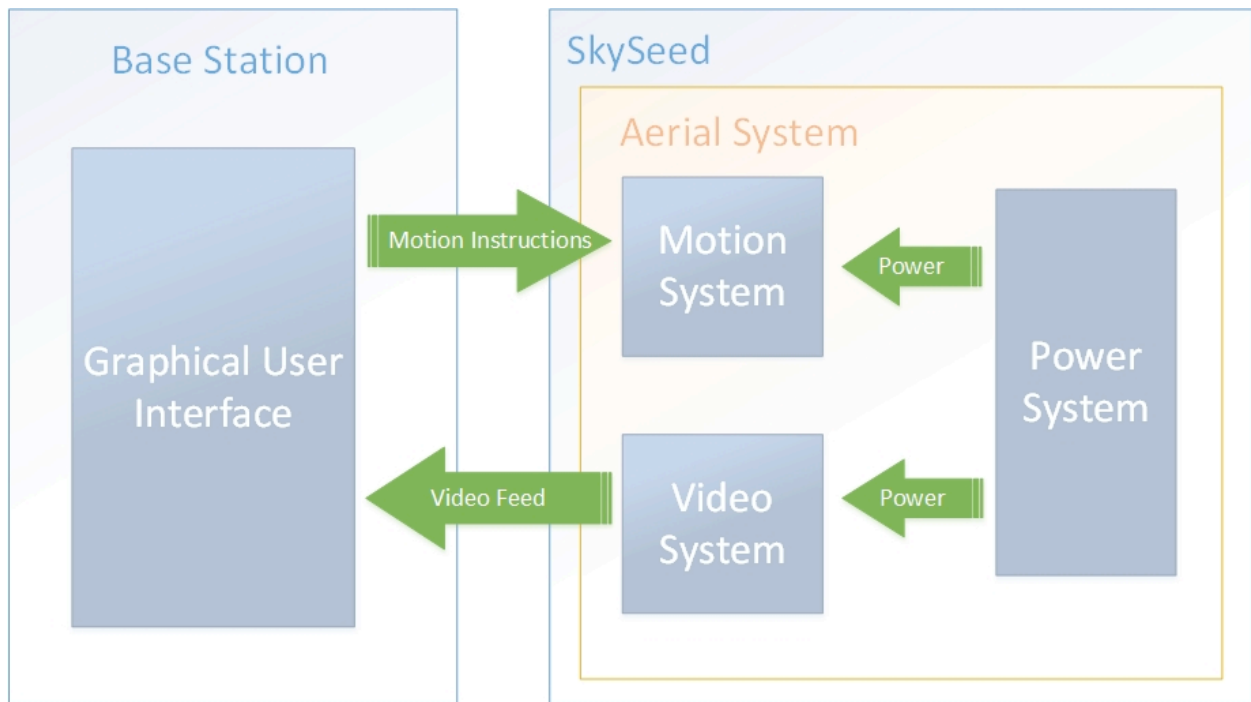 Base Station
SkySeed
Aerial System
Graphical User
Interface
Motion Instructions
Motion
System
Power
Power
System
Video Feed
Video
System
Power